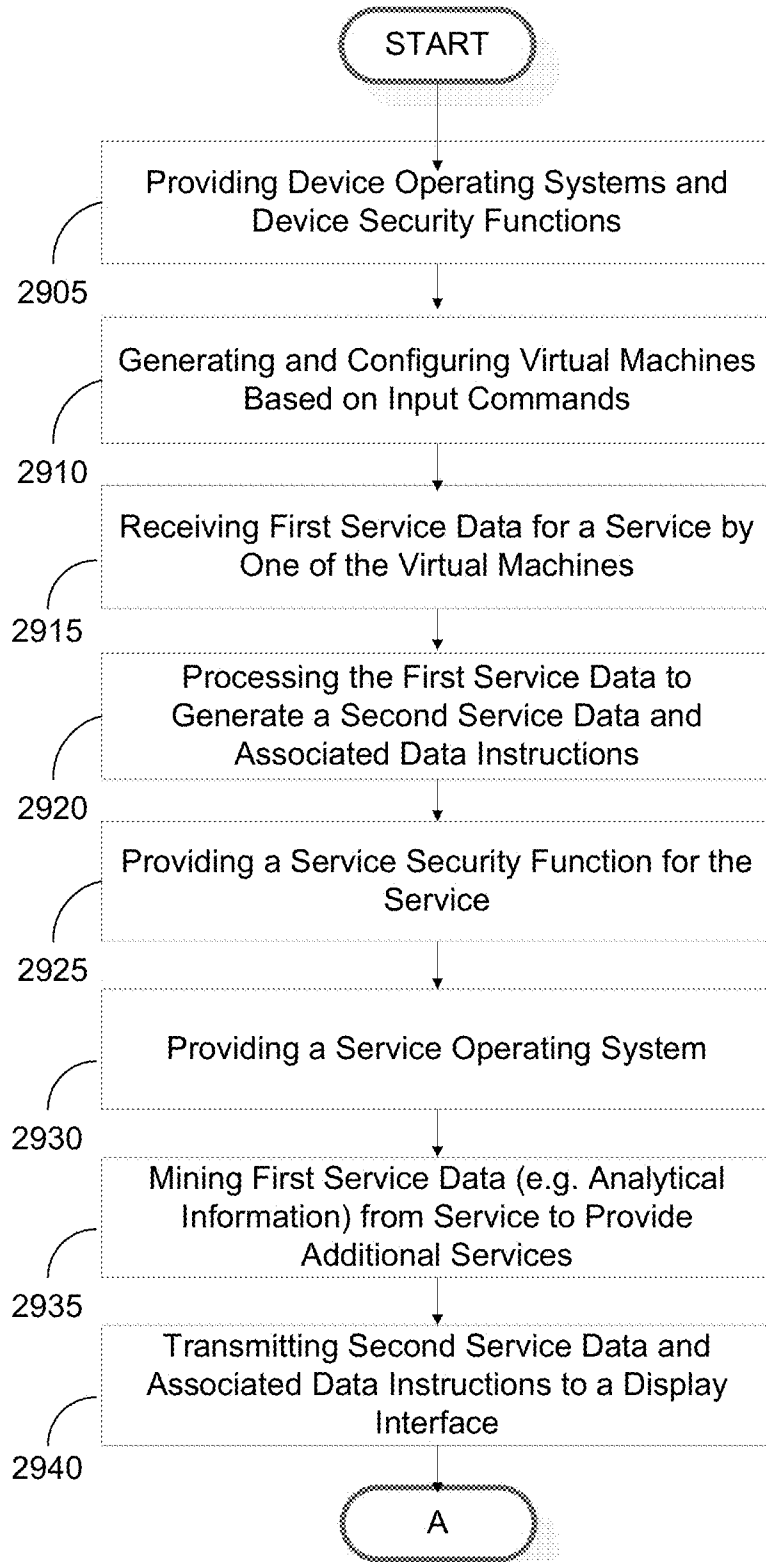 START
Providing Device Operating Systems and
Device Security Functions
2905
Generating and Configuring Virtual Machines
Based on Input Commands
2910
Receiving First Service Data for a Service by
One of the Virtual Machines
2915
Processing the First Service Data to
Generate a Second Service Data and
Associated Data Instructions
2920
Providing a Service Security Function for the
Service
2925
Providing a Service Operating System
2930
Mining First Service Data (e.g. Analytical
Information) from Service to Provide
Additional Services
2935
Transmitting Second Service Data and
Associated Data Instructions to a Display
Interface
2940
A